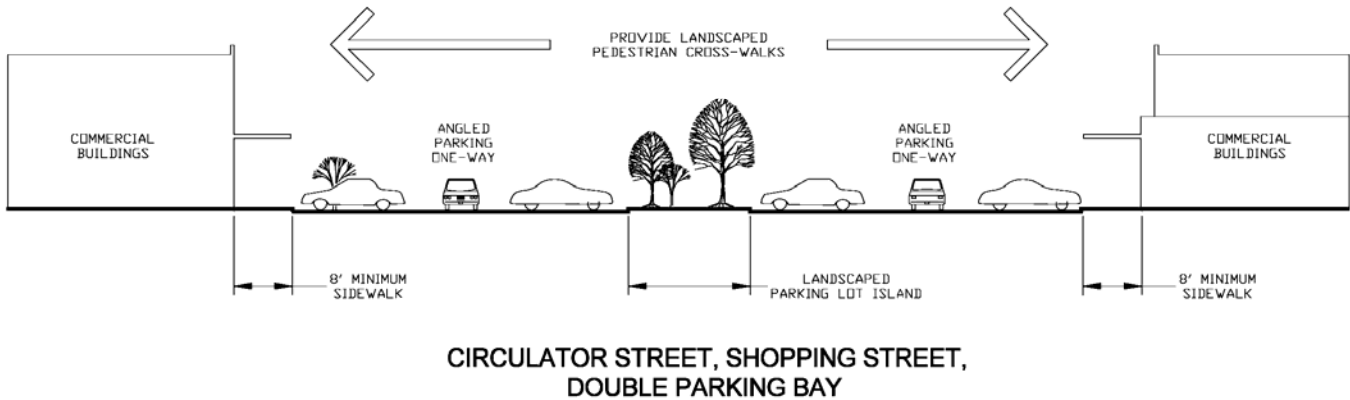 PROVIDE LANDSCAPED
PEDESTRIAN CROSS-WALKS
COMMERCIAL
BUILDINGS
ANGLED
PARKING
ONE-WAY
ANGLED
PARKING
ONE-WAY
COMMERCIAL
BUILDINGS
8' MINIMUM
SIDEWALK
LANDSCAPED
PARKING LOT ISLAND
8' MINIMUM
SIDEWALK
CIRCULATOR STREET, SHOPPING STREET,
DOUBLE PARKING BAY